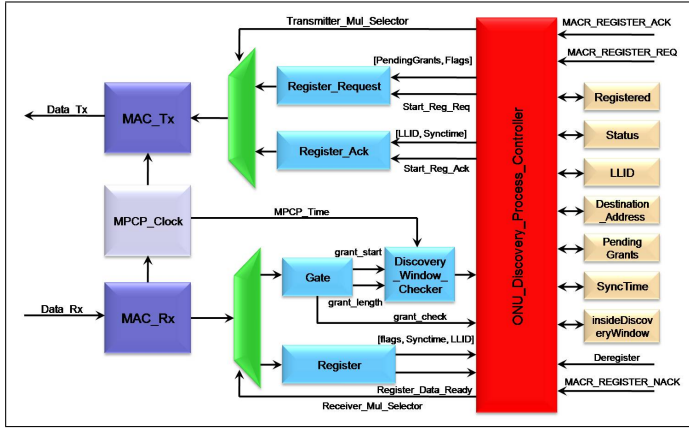 Transmitter_Mul_Selector
MACR_REGISTER_ACK
[PendingGrants, Flags]
MACR_REGISTER_REQ
Register_Request
Data_Tx
MAC_Tx
Start_Reg_Req
Registered
[LLID, Synctime]
Status
Register_Ack
Start_Reg_Ack
LLID
MPCP_Clock
MPCP_Time
Destination
_Address
ONU_Discovery_Process_Controller
grant_start
Gate
Discovery
_Window_
Checker
Pending
Grants
SyncTime
Data_Rx
MAC_Rx
grant_length
grant_check
insideDiscov
eryWindow
[flags, Synctime, LLID]
Register
Deregister
Register_Data_Ready
MACR_REGISTER_NACK
Receiver_Mul_Selector